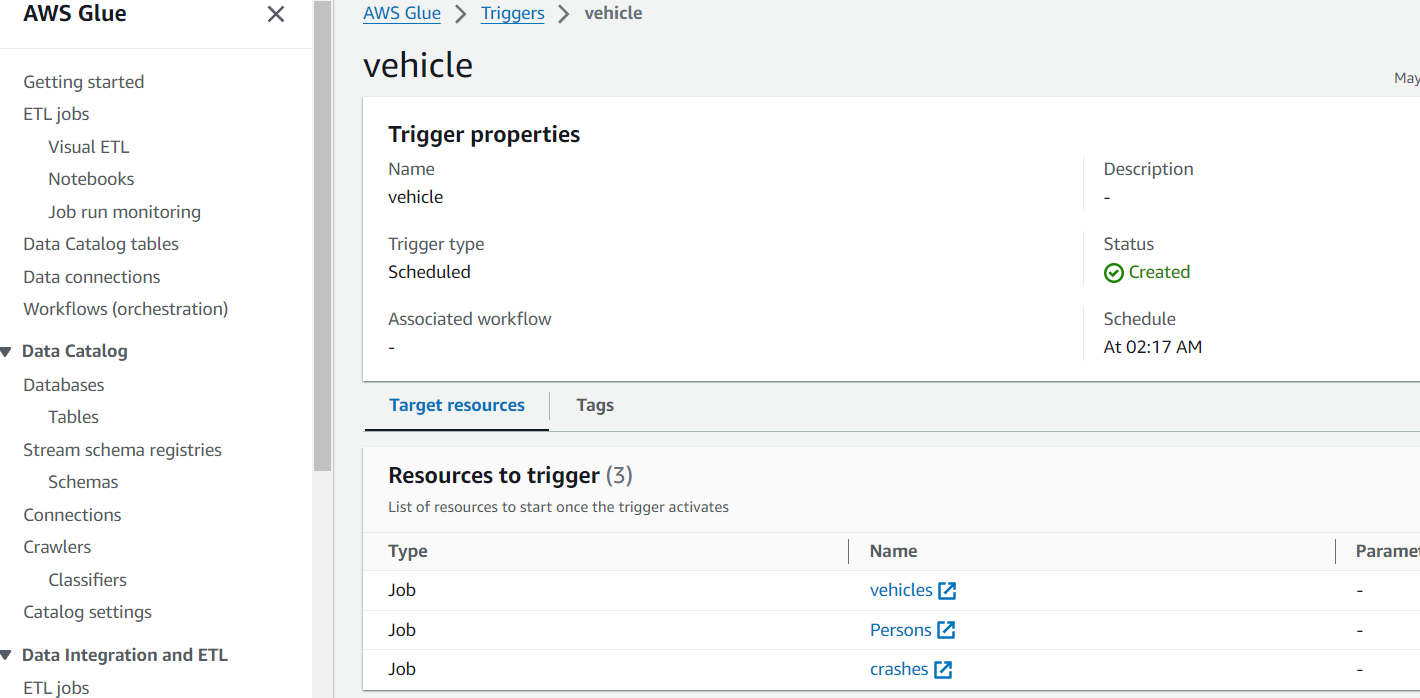 AWS Glue
Getting started
ETL jobs
Visual ETL
Notebooks
Job run monitoring
Data Catalog tables
Data connections
Workflows (orchestration)
Data Catalog
Databases
Tables
Stream schema registries
Schemas
Connections
Crawlers
Classifiers
Catalog settings
Data Integration and ETL
ETL jobs
AWS Glue > Triggers > vehicle
vehicle
May
Trigger properties
Name
vehicle
Description
-
Trigger type
Scheduled
Status
Created
Associated workflow
-
Schedule
At 02:17 AM
Target resources Tags
Resources to trigger (3)
List of resources to start once the trigger activates
Type Name Paramet
Job vehicles -
Job Persons -
Job crashes -